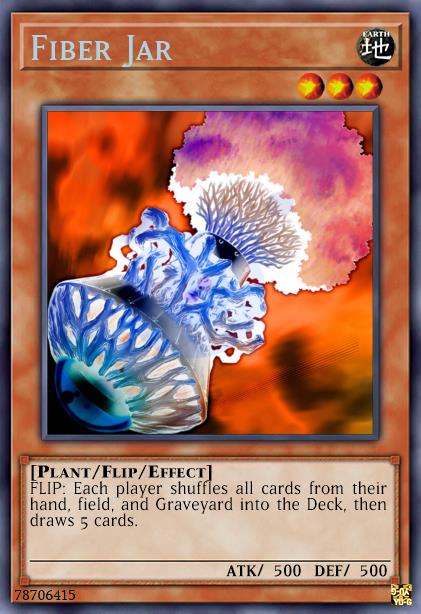 Fiber Jar
EARTH
地
[Plant/Flip/Effect]
FLIP: Each player shuffles all cards from their
hand, field, and Graveyard into the Deck, then
draws 5 cards.
ATK/ 500 DEF/ 500
78706415